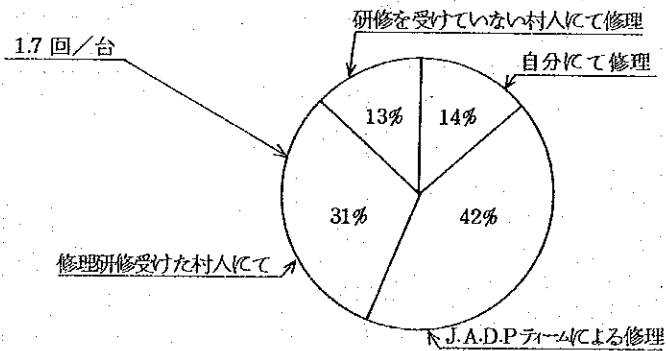 研修を受けていない村人にて修理
1.7 回／台
自分にて修理
13%
14%
31%
42%
修理研修受けた村人にて
J.A.D.Pティームによる修理